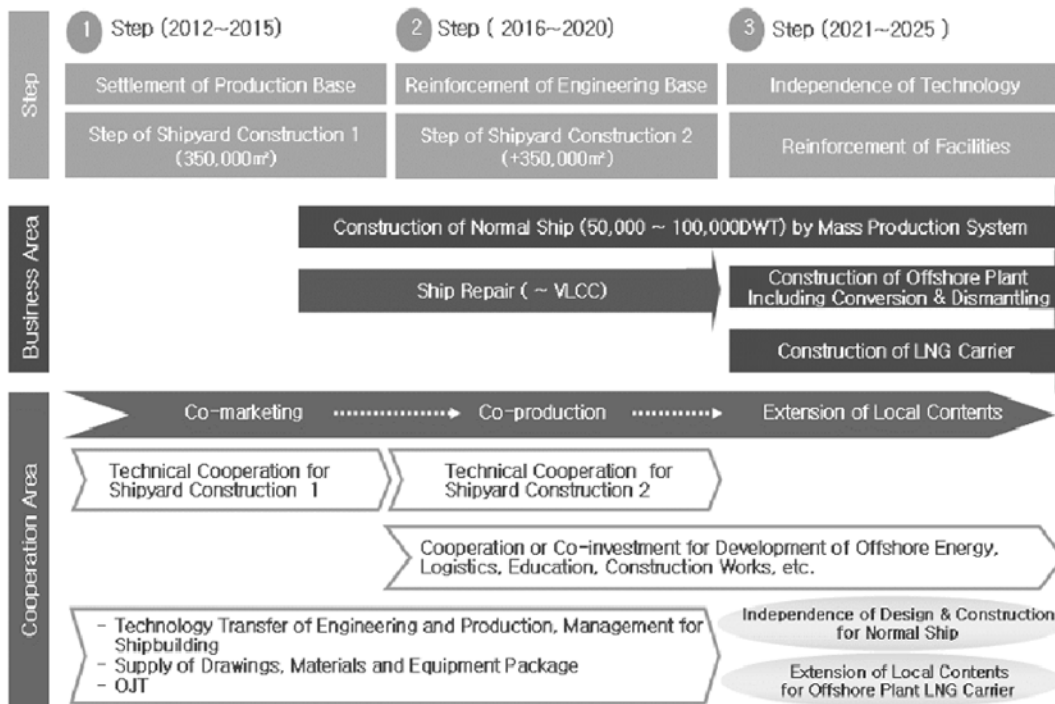 Step
1 Step (2012~2015)
2 Step ( 2016~2020)
3 Step (2021~2025 )
Settlement of Production Base
Reinforcement of Engineering Base
Independence of Technology
Step of Shipyard Construction 1
(350,000㎡)
Step of Shipyard Construction 2
(+350,000㎡)
Reinforcement of Facilities
Business Area
Construction of Normal Ship (50,000 ~ 100,000DWT) by Mass Production System
Ship Repair ( ~ VLCC)
Construction of Offshore Plant
Including Conversion & Dismantling
Construction of LNG Carrier
Cooperation Area
Co-marketing
Co-production
Extension of Local Contents
Technical Cooperation for
Shipyard Construction 1
Technical Cooperation for
Shipyard Construction 2
Cooperation or Co-investment for Development of Offshore Energy,
Logistics, Education, Construction Works, etc.
- Technology Transfer of Engineering and Production, Management for
Shipbuilding
- Supply of Drawings, Materials and Equipment Package
- OJT
Independence of Design & Construction
for Normal Ship
Extension of Local Contents
for Offshore Plant LNG Carrier